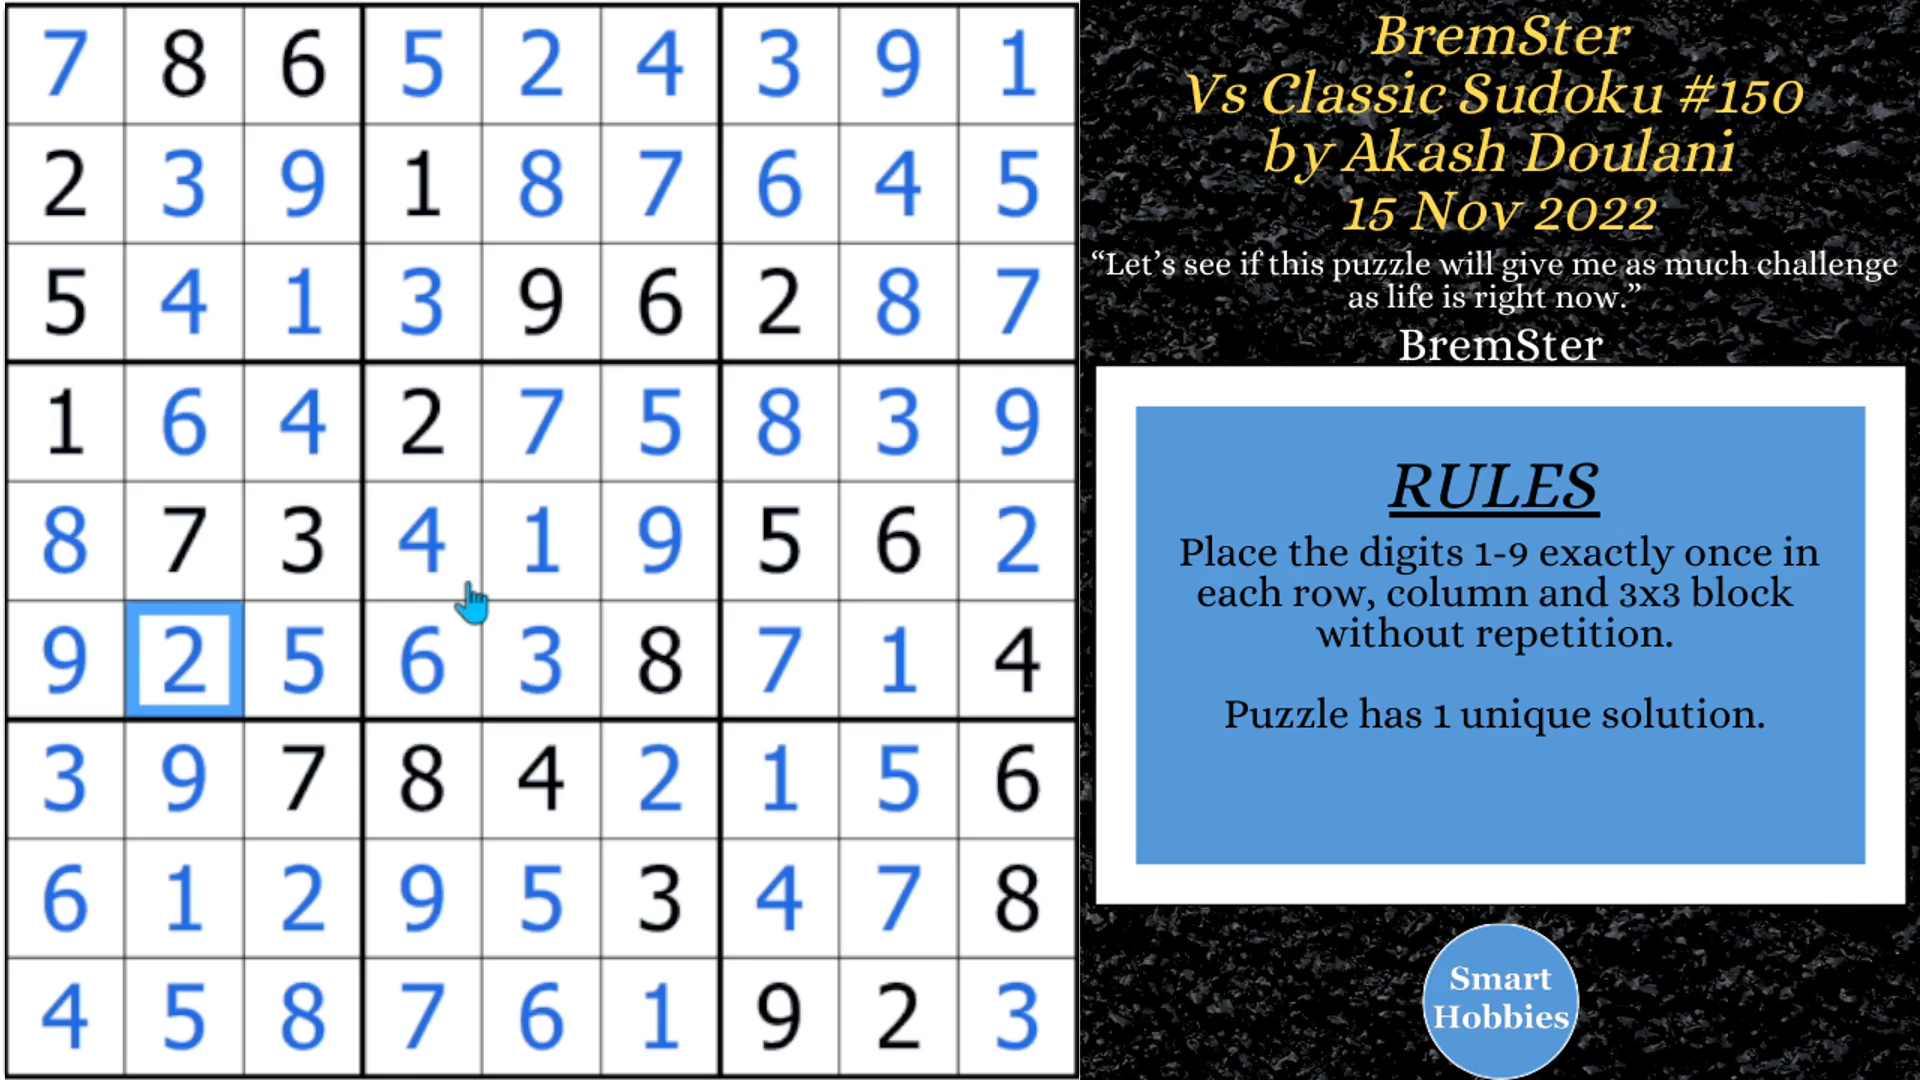 7 8 6 5 2 4 3 9 1
2 3 9 1 8 7 6 4 5
5 4 1 3 9 6 2 8 7
1 6 4 2 7 5 8 3 9
8 7 3 4 1 9 5 6 2
9 2 5 6 3 8 7 1 4
3 9 7 8 4 2 1 5 6
6 1 2 9 5 3 4 7 8
4 5 8 7 6 1 9 2 3
BremSter
Vs Classic Sudoku #150
by Akash Doulani
15 Nov 2022
“Let’s see if this puzzle will give me as much challenge
as life is right now.”
BremSter
RULES
Place the digits 1-9 exactly once in
each row, column and 3x3 block
without repetition.
Puzzle has 1 unique solution.
Smart
Hobbies